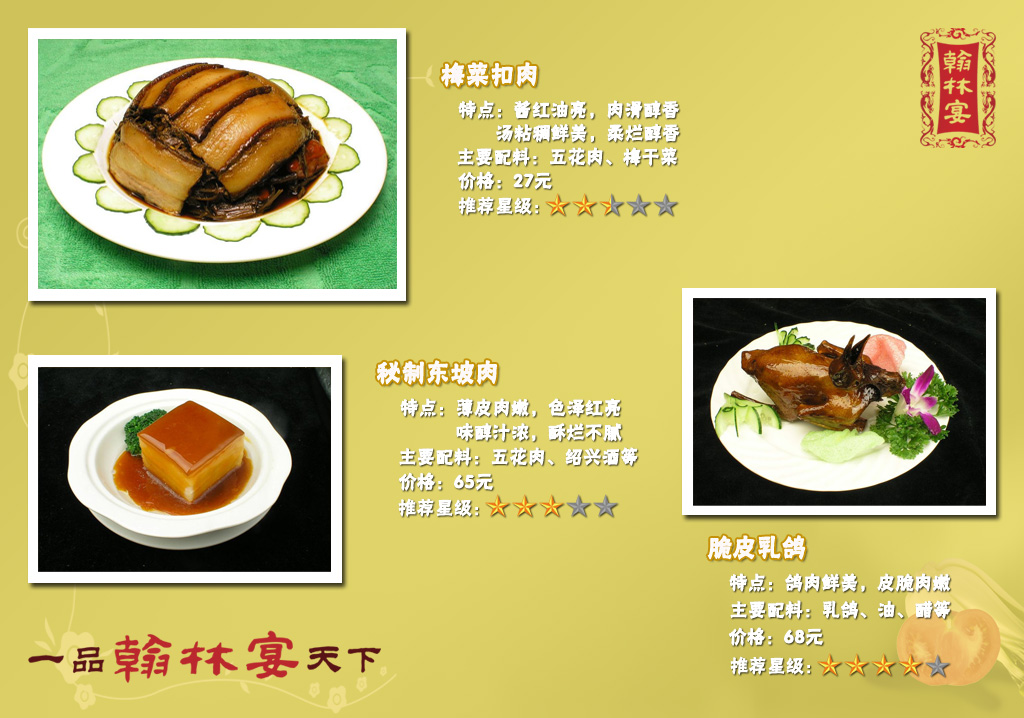 梅菜扣肉
特点：酱红油亮，肉滑醇香
汤粘稠鲜美，柔烂醇香
主要配料：五花肉、梅干菜
价格：27元
推荐星级：
翰林宴
秘制东坡肉
特点：薄皮肉嫩，色泽红亮
味醇汁浓，酥烂不腻
主要配料：五花肉、绍兴酒等
价格：65元
推荐星级：
脆皮乳鸽
特点：鸽肉鲜美，皮脆肉嫩
主要配料：乳鸽、油、醋等
价格：68元
推荐星级：
一品翰林宴天下